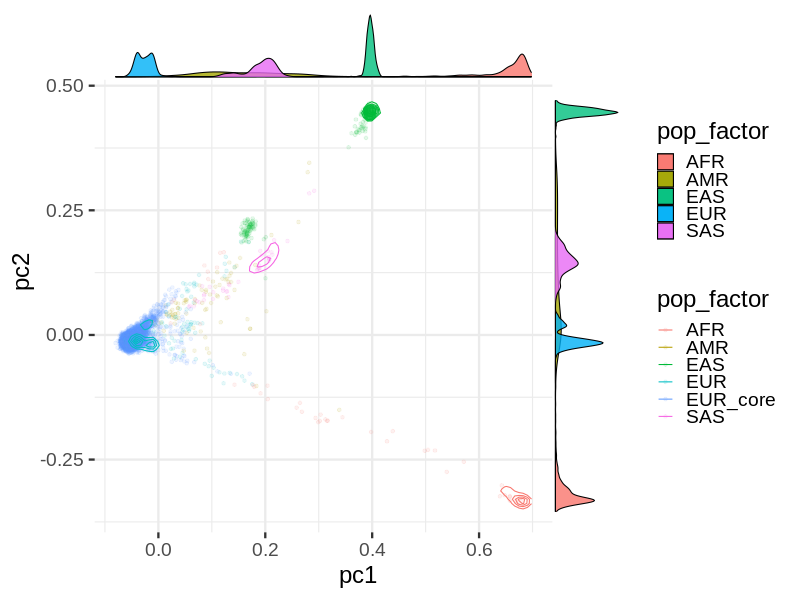 0.50
0.25
0.00
-0.25
pc2
0.0 0.2 0.4 0.6
pc1
pop_factor
AFR
AMR
EAS
EUR
SAS
pop_factor
AFR
AMR
EAS
EUR
EUR_core
SAS